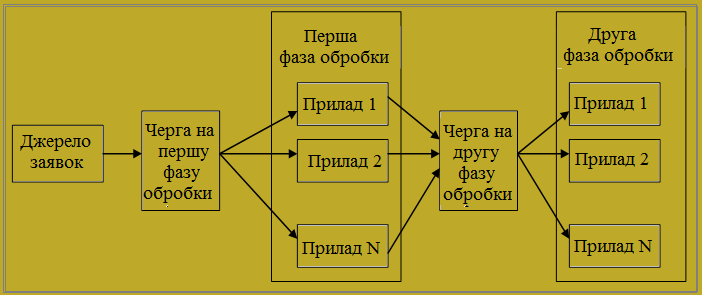 Джерело
заявок
Черга на
першу
фазу
обробки
Перша
фаза обробки
Прилад 1
Прилад 2
Прилад N
Черга на
другу
фазу
обробки
Друга
фаза обробки
Прилад 1
Прилад 2
Прилад N